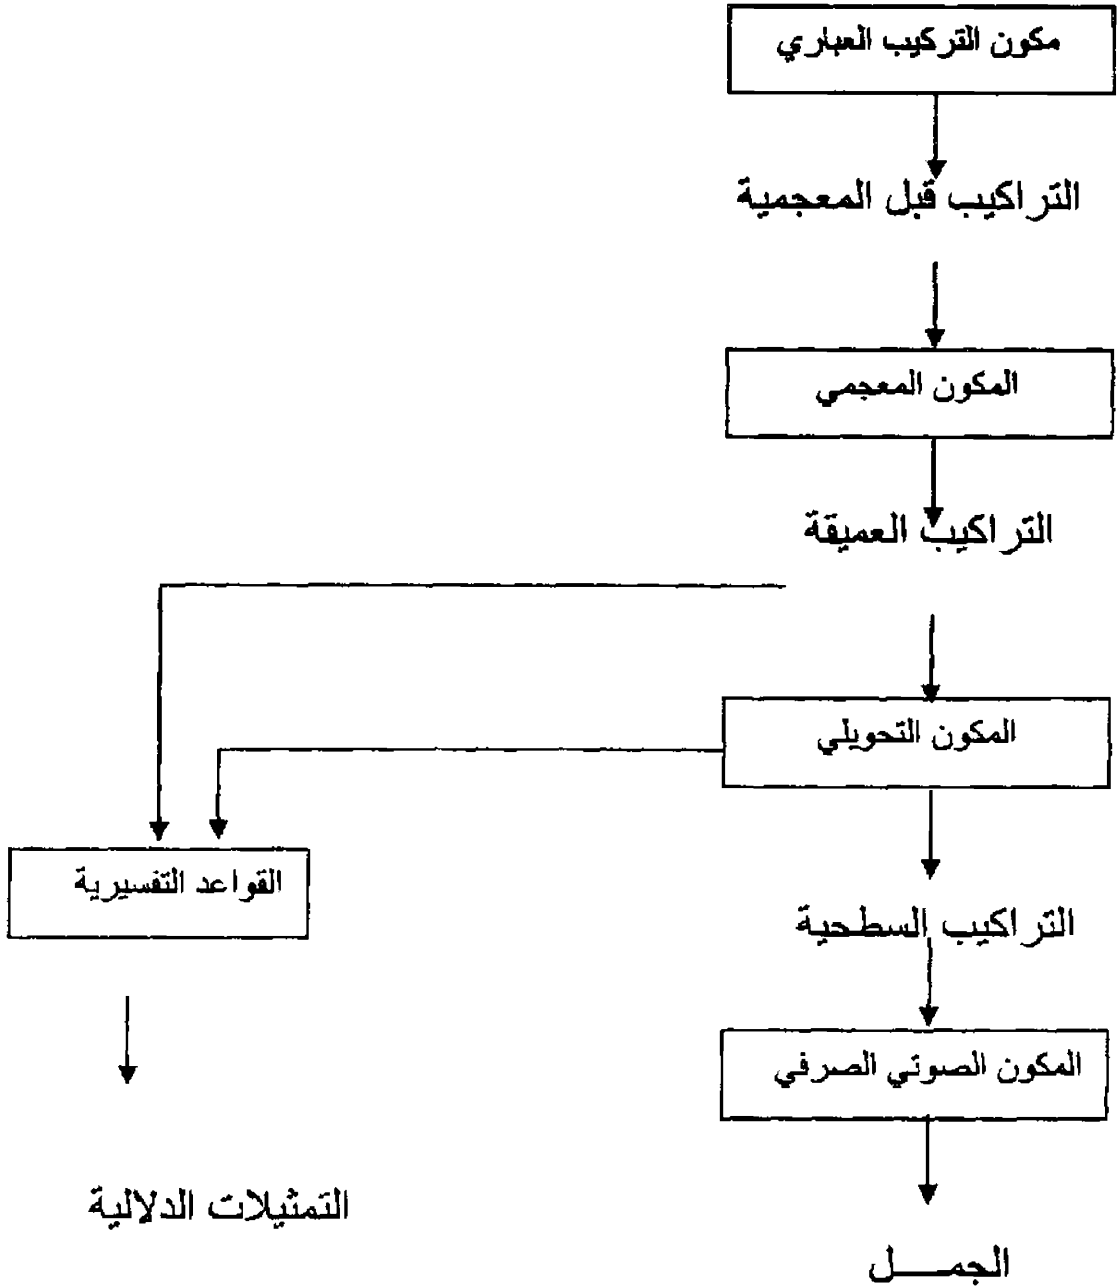 مكون التركيب العباري
التراكيب قبل المعجمية
المكون المعجمي
التراكيب العميقة
المكون التحويلي
القواعد التفسيرية
التراكيب السطحية
المكون الصوتي الصرفي
التمثيلات الدلالية
الجمـــل